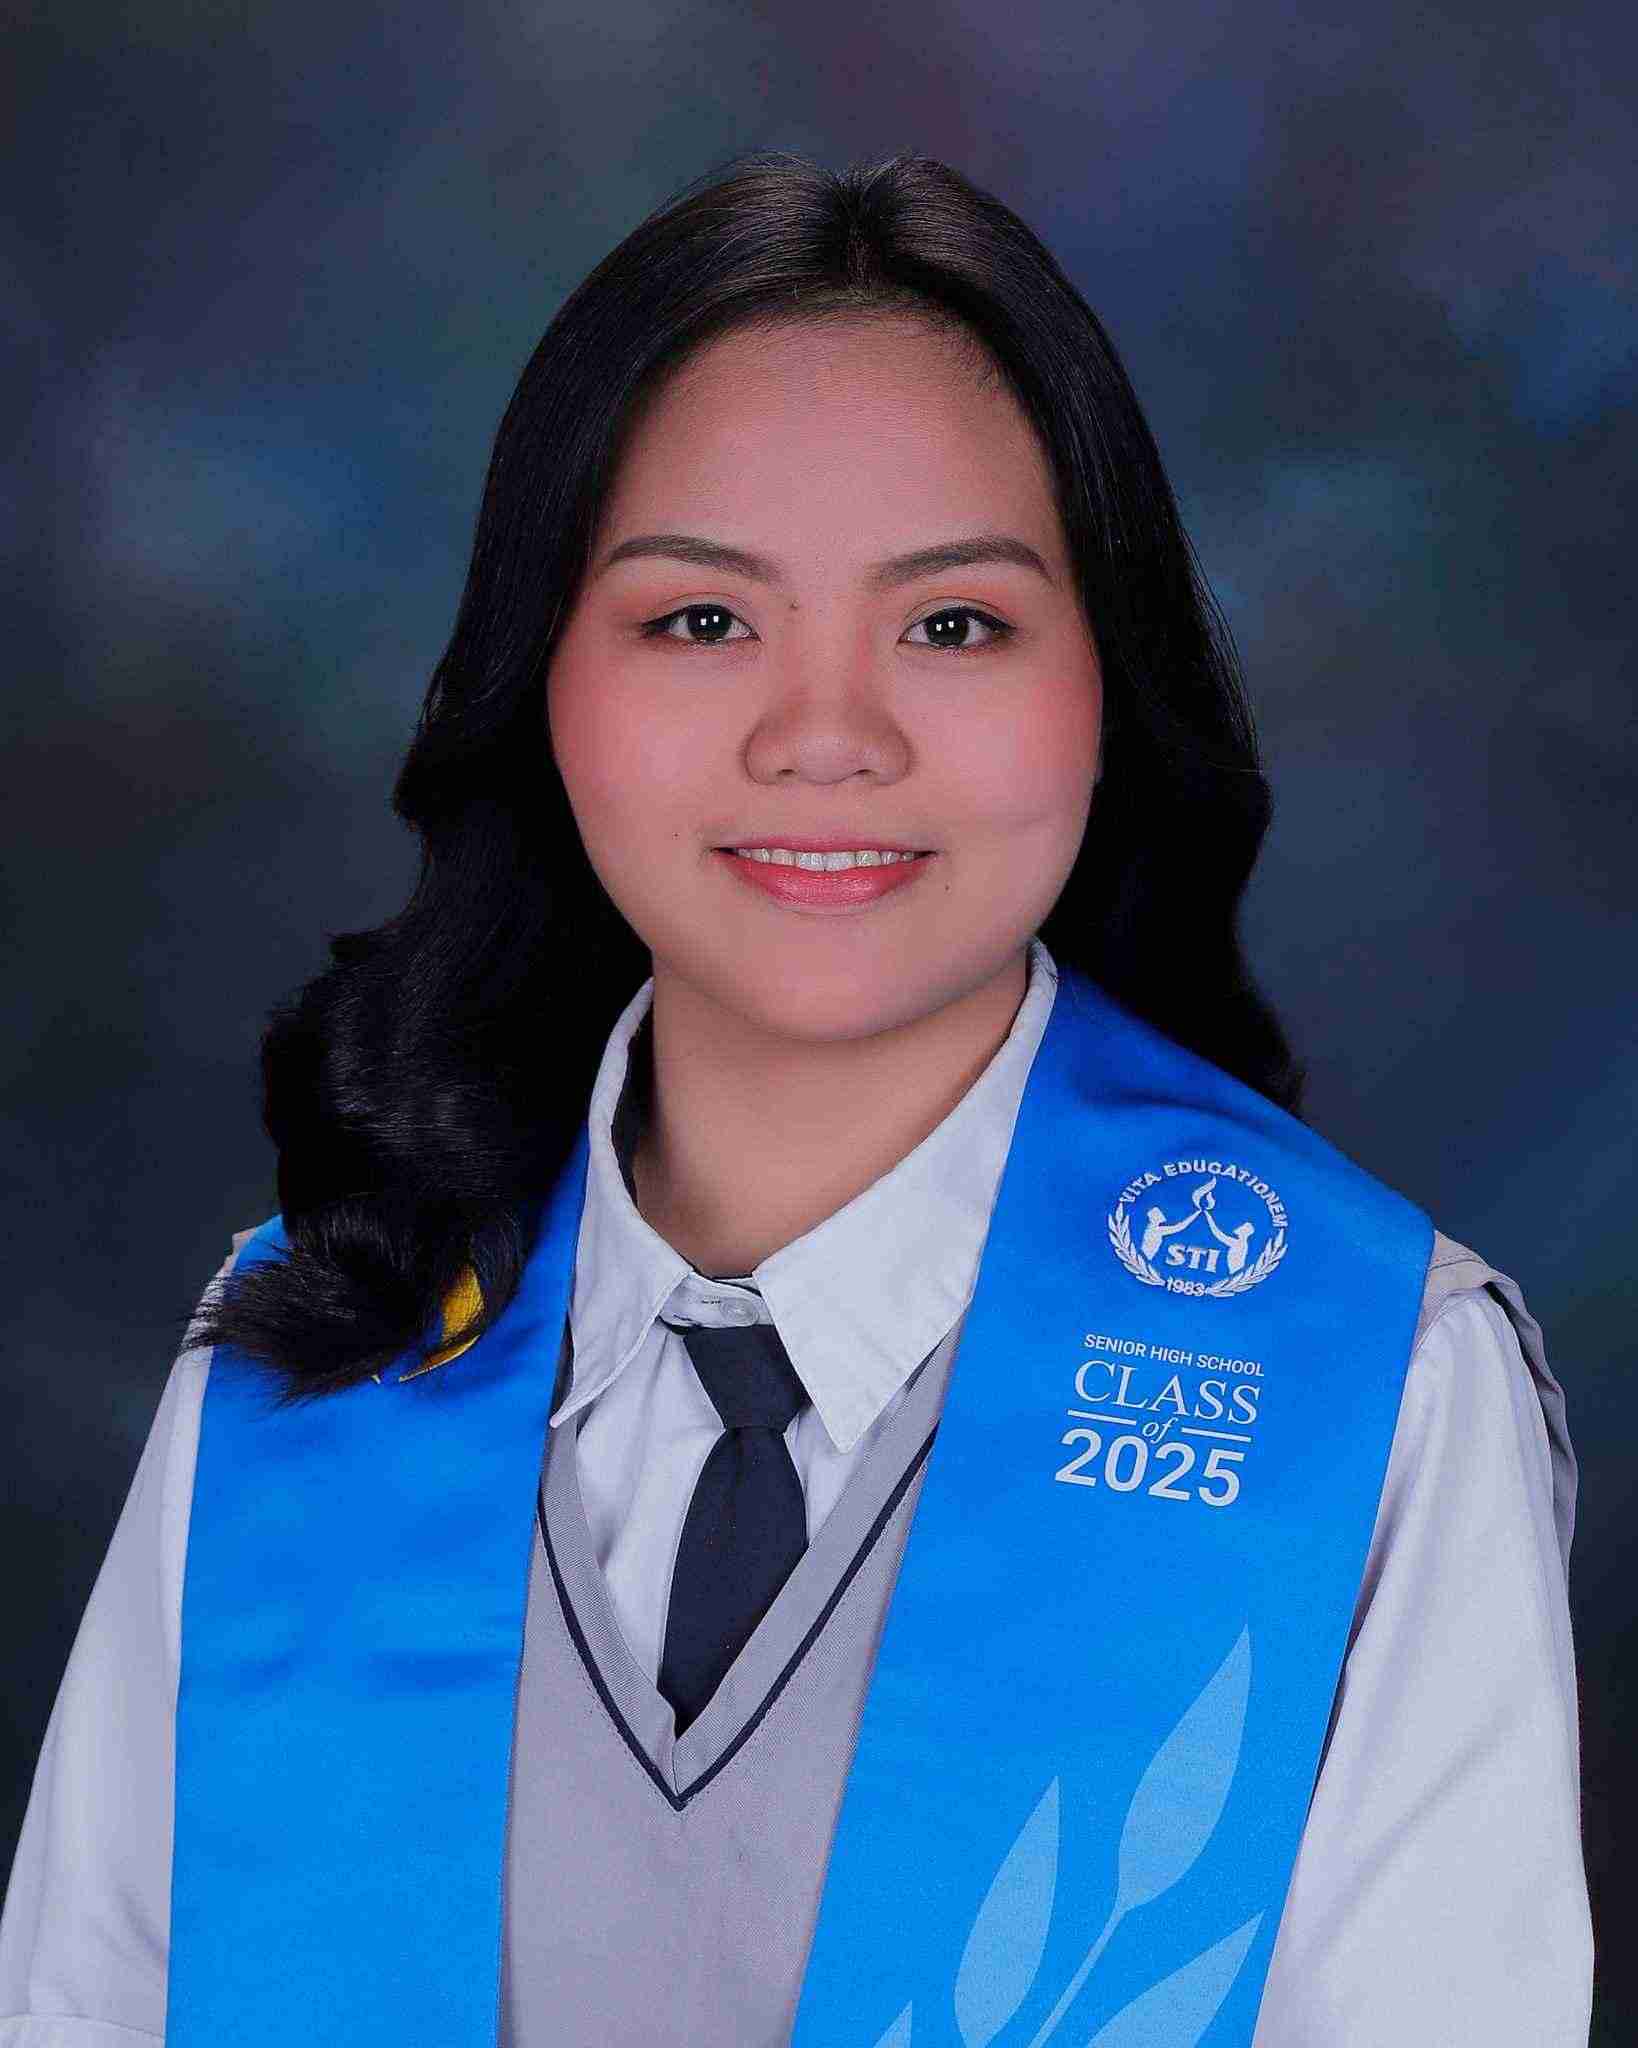 VITA EDUCATIONEM
STI
1983
SENIOR HIGH SCHOOL
CLASS
of
2025